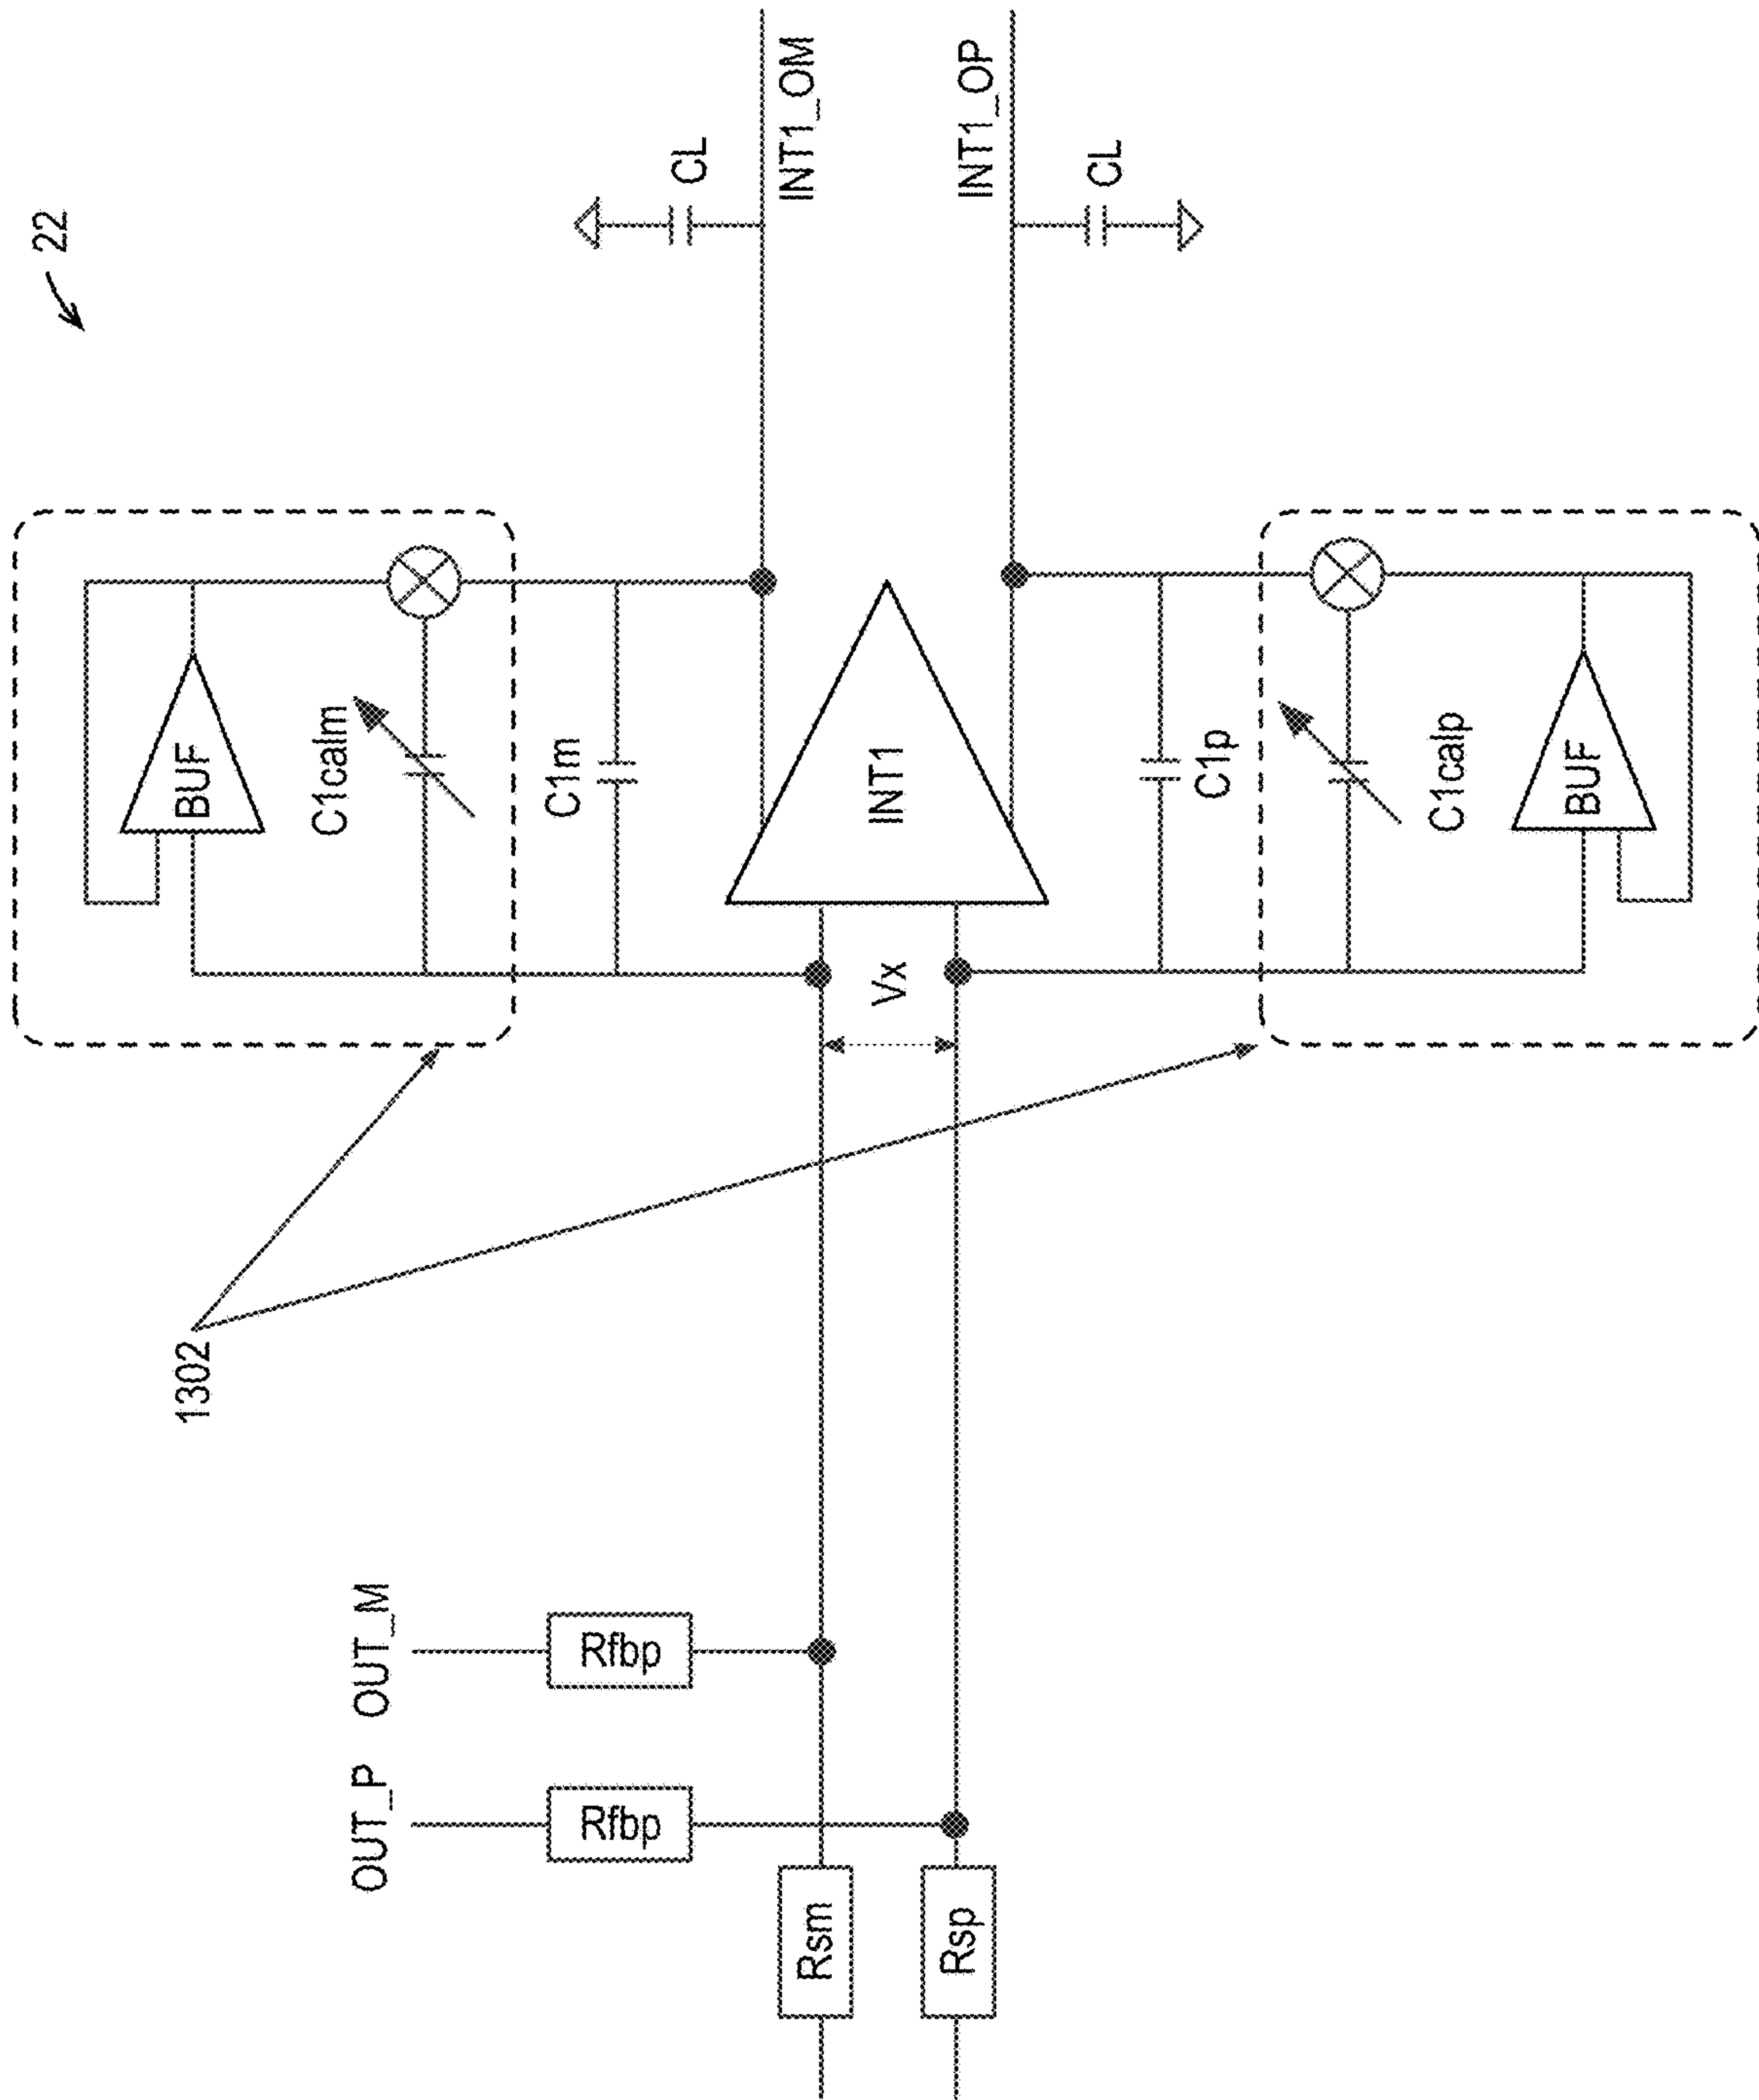 22
CL
INT1_OM
INT1_OP
CL
BUF
C1calm
C1m
INT1
C1p
C1calp
BUF
Vx
1302
OUT_M
Rfbp
OUT_P
Rfbp
Rsm
Rsp